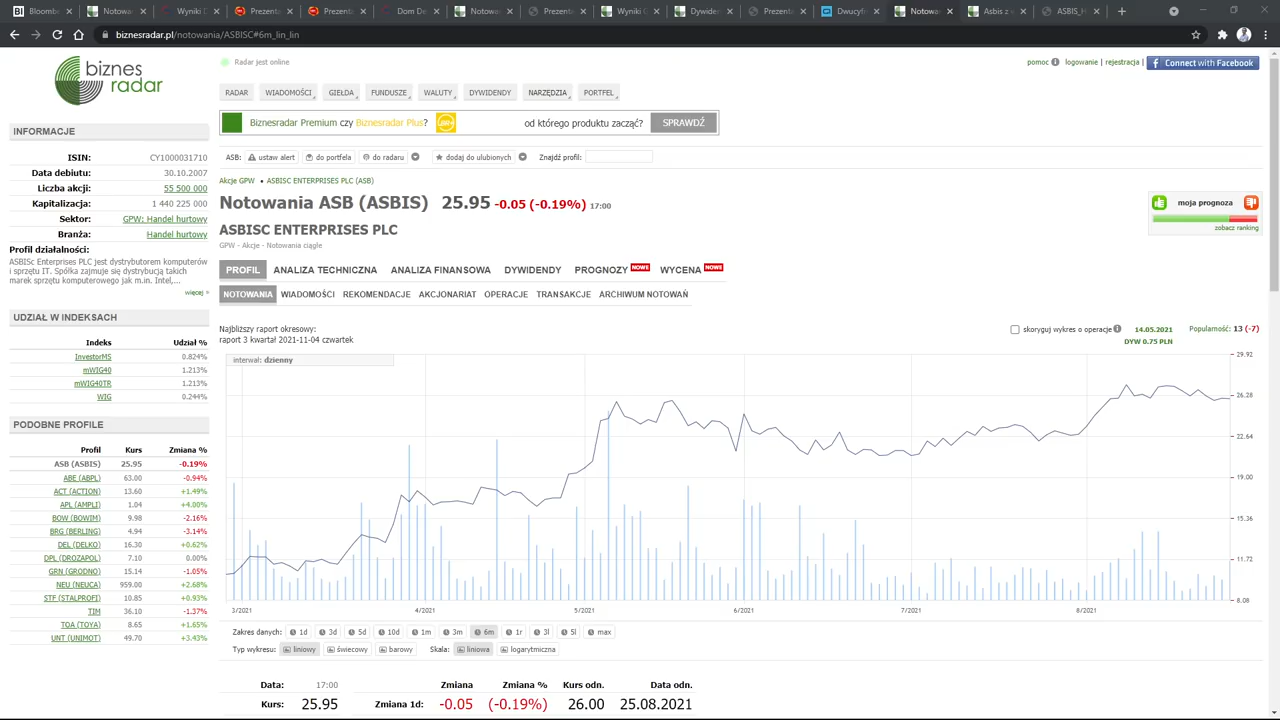 Bloomb
Notowa
Wyniki D
Prezente
Prezenta
Dom De
Notowa
Prezenta
Wyniki G
Dywiden
Prezenta
Dwucyf
Notowa
Asbis z
ASBIS_H
biznesradar.pl/notowania/ASBISC#6m_lin_lin
biznes
radar
Radar jest online
pomoc
logowanie | rejestracja |
Connect with Facebook
RADAR WIADOMOŚCI GIEŁDA FUNDUSZE WALUTY DYWIDENDY NARZĘDZIA PORTFEL
Biznesradar Premium czy Biznesradar Plus? od którego produktu zacząć? SPRAWDŹ
ASB: ustaw alert do portfela do radaru dodaj do ulubionych Znajdź profil:
Akcje GPW • ASBISC ENTERPRISES PLC (ASB)
Notowania ASB (ASBIS) 25.95 -0.05 (-0.19%) 17:00
moja prognoza
zobacz ranking
ASBISC ENTERPRISES PLC
GPW - Akcje - Notowania ciągłe
PROFIL ANALIZA TECHNICZNA ANALIZA FINANSOWA DYWIDENDY PROGNOZY NOWE WYCENA NOWE
NOTOWANIA WIADOMOŚCI REKOMENDACJE AKCJONARIAT OPERACJE TRANSAKCJE ARCHIWUM NOTOWAŃ
INFORMACJE
ISIN: CY1000031710
Data debiutu: 30.10.2007
Liczba akcji: 55 500 000
Kapitalizacja: 1 440 225 000
Sektor: GPW: Handel hurtowy
Branża: Handel hurtowy
Profil działalności:
ASBISc Enterprises PLC jest dystrybutorem komputerów
i sprzętu IT. Spółka zajmuje się dystrybucją takich
marek sprzętu komputerowego jak m.in. Intel,...
więcej »
UDZIAŁ W INDEKSACH
Indeks Udział %
InvestorMS 0.824%
mWIG40 1.213%
mWIG40TR 1.213%
WIG 0.244%
PODOBNE PROFILE
Profil Kurs Zmiana %
ASB (ASBIS) 25.95 -0.19%
ABE (ABPL) 63.00 -0.94%
ACT (ACTION) 13.60 +1.49%
APL (AMPLI) 1.04 +4.00%
BOW (BOWIM) 9.98 -2.16%
BRG (BERLING) 4.94 -3.14%
DEL (DELKO) 16.30 +0.62%
DPL (DROZAPOL) 7.10 0.00%
GRN (GRODNO) 15.14 -1.05%
NEU (NEUCA) 959.00 +2.68%
STF (STALPROFI) 10.85 +0.93%
TIM 36.10 -1.37%
TOA (TOYA) 8.65 +1.65%
UNT (UNIMOT) 49.70 +3.43%
Najbliższy raport okresowy:
raport 3 kwartał 2021-11-04 czwartek
skoryguj wykres o operacje
14.05.2021
DYW 0.75 PLN
Popularość: 13 (-7)
interwał: dzienny
29.92
26.28
22.64
19.00
15.36
11.72
8.08
3/2021 4/2021 5/2021 6/2021 7/2021 8/2021
Zakres danych: 1d 3d 5d 10d 1m 3m 6m 1r 3l 5l max
Typ wykresu: liniowy świecowy barowy Skala: liniowa logarytmiczna
Data: 17:00
Kurs: 25.95
Zmiana Zmiana % Kurs odn. Data odn.
Zmiana 1d: -0.05 (-0.19%) 26.00 25.08.2021